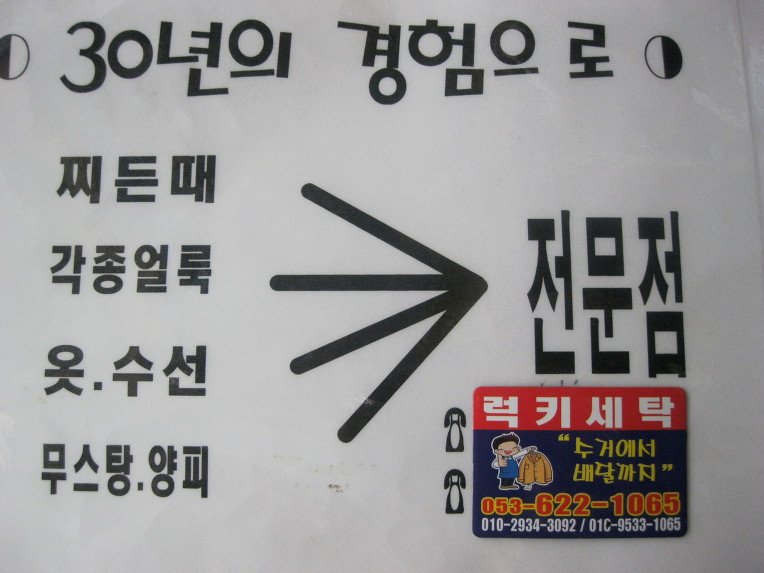 30년의 경험으로
찌든때
각종얼룩
옷.수선
무스탕.양피
전문점
럭키세탁
"수거에서
배달까지"
053-622-1065
010-2934-3092 / 01C-9533-1065